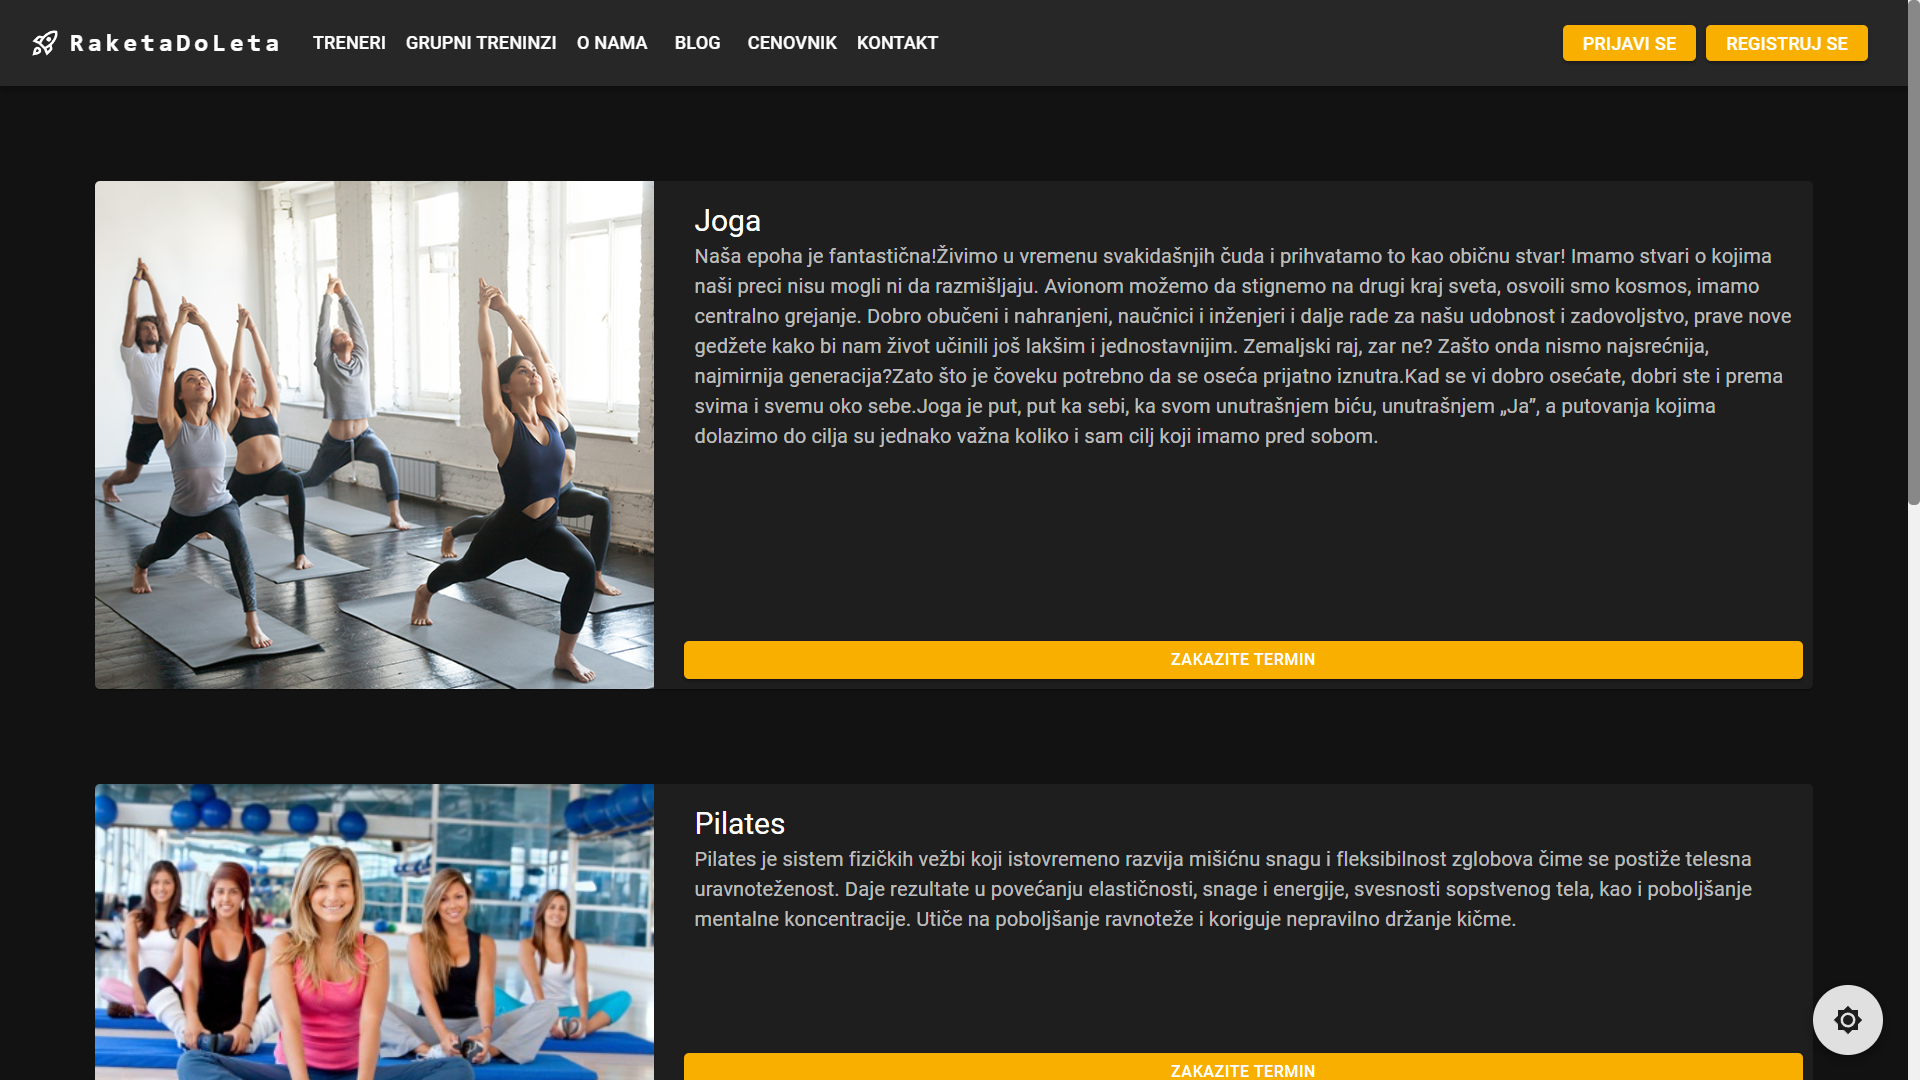 RaketaDoLeta TRENERI GRUPNI TRENINZI O NAMA BLOG CENOVNIK KONTAKT PRIJAVI SE REGISTRUJ SE
Joga
Naša epoha je fantastična!Živimo u vremenu svakidašnjih čuda i prihvatamo to kao običnu stvar! Imamo stvari o kojima
naši preci nisu mogli ni da razmišljaju. Avionom možemo da stignemo na drugi kraj sveta, osvoili smo kosmos, imamo
centralno grejanje. Dobro obučeni i nahranjeni, naučnici i inženjeri i dalje rade za našu udobnost i zadovoljstvo, prave nove
gedžete kako bi nam život učinili još lakšim i jednostavnijim. Zemaljski raj, zar ne? Zašto onda nismo najsrećnija,
najmirnija generacija?Zato što je čoveku potrebno da se oseća prijatno iznutra.Kad se vi dobro osećate, dobri ste i prema
svima i svemu oko sebe.Joga je put, put ka sebi, ka svom unutrašnjem biću, unutrašnjem „Ja”, a putovanja kojima
dolazimo do cilja su jednako važna koliko i sam cilj koji imamo pred sobom.
ZAKAZITE TERMIN
Pilates
Pilates je sistem fizičkih vežbi koji istovremeno razvija mišićnu snagu i fleksibilnost zglobova čime se postiže telesna
uravnoteženost. Daje rezultate u povećanju elastičnosti, snage i energije, svesnosti sopstvenog tela, kao i poboljšanje
mentalne koncentracije. Utiče na poboljšanje ravnoteže i koriguje nepravilno držanje kičme.
ZAKAZITE TERMIN